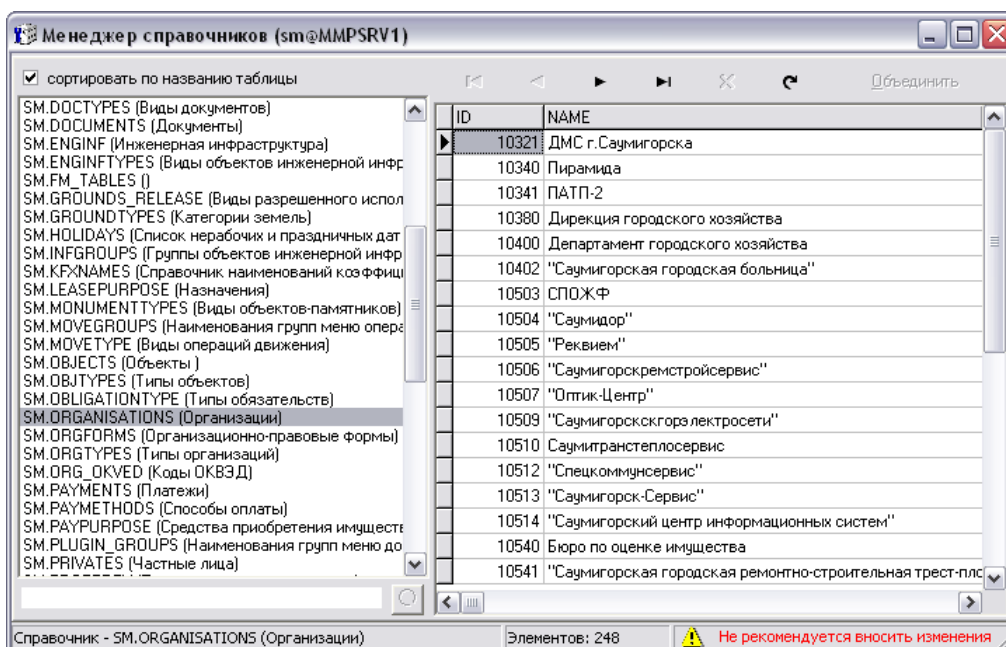 Менеджер справочников (sm@MMPSRV1)
сортировать по названию таблицы
Объединить
SM.DOCTYPES (Виды документов)
SM.DOCUMENTS (Документы)
SM.ENGINF (Инженерная инфраструктура)
SM.ENGINFTYPES (Виды объектов инженерной инфр
SM.FM_TABLES ()
SM.GROUNDS_RELEASE (Виды разрешенного испол
SM.GROUNDTYPES (Категории земель)
SM.HOLIDAYS (Список нерабочих и праздничных дат
SM.INFGROUPS (Группы объектов инженерной инфр
SM.KFXNAMES (Справочник наименований коэффици
SM.LEASEPURPOSE (Назначения)
SM.MONUMENTTYPES (Виды объектов-памятников)
SM.MOVEGROUPS (Наименования групп меню опера
SM.MOVETYPE (Виды операций движения)
SM.OBJECTS (Объекты )
SM.OBJTYPES (Типы объектов)
SM.OBLIGATIONTYPE (Типы обязательств)
SM.ORGANISATIONS (Организации)
SM.ORGFORMS (Организационно-правовые формы)
SM.ORGTYPES (Типы организаций)
SM.ORG_OKVED (Коды ОКВЭД)
SM.PAYMENTS (Платежи)
SM.PAYMETHODS (Способы оплаты)
SM.PAYPURPOSE (Средства приобретения имуществ
SM.PLUGIN_GROUPS (Наименования групп меню до
SM.PRIVATES (Частные лица)
ID NAME
10321 ДМС г.Саумигорска
10340 Пирамида
10341 ПАТП-2
10380 Дирекция городского хозяйства
10400 Департамент городского хозяйства
10402 "Саумигорская городская больница"
10503 СПОЖФ
10504 "Саумидор"
10505 "Реквием"
10506 "Саумигорскремстройсервис"
10507 "Оптик-Центр"
10509 "Саумигорскскгорэлектросети"
10510 Саумитранстеплосервис
10512 "Спецкоммунсервис"
10513 "Саумигорск-Сервис"
10514 "Саумигорский центр информационных систем"
10540 Бюро по оценке имущества
10541 "Саумигорская городская ремонтно-строительная трест-плс
Справочник - SM.ORGANISATIONS (Организации)
Элементов: 248
Не рекомендуется вносить изменения